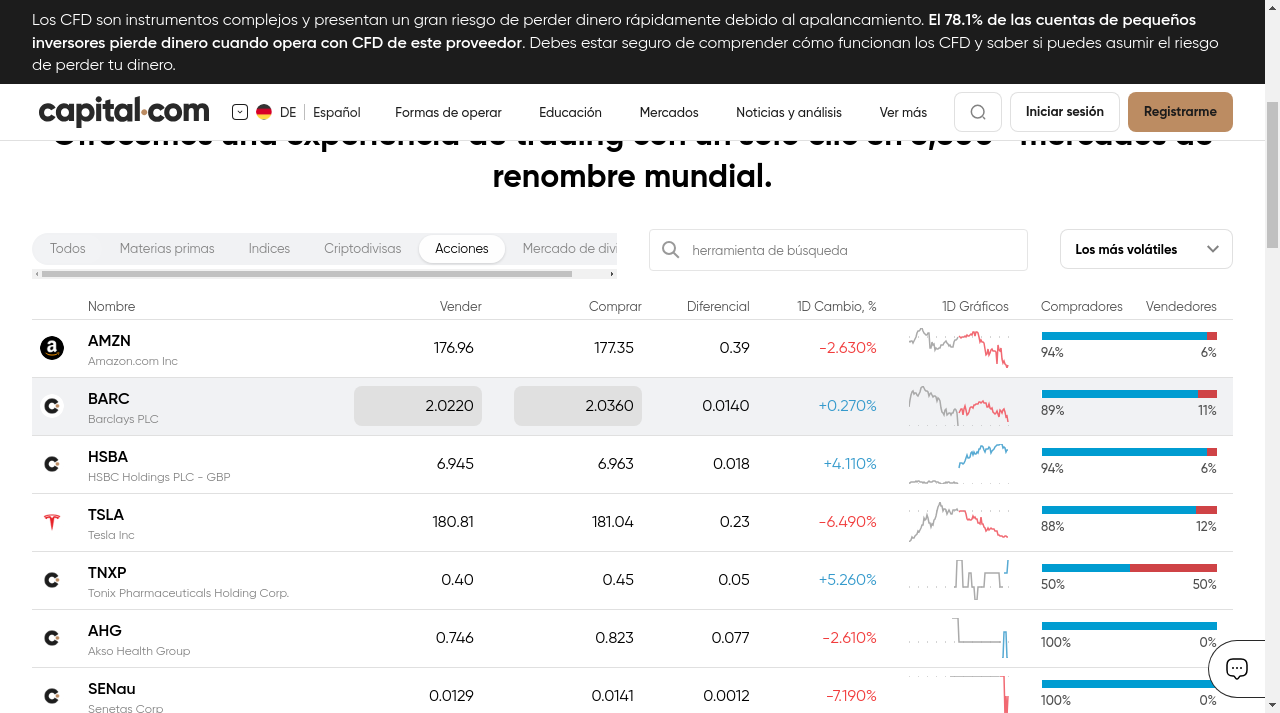 Los CFD son instrumentos complejos y presentan un gran riesgo de perder dinero rápidamente debido al apalancamiento. El 78.1% de las cuentas de pequeños
inversores pierde dinero cuando opera con CFD de este proveedor. Debes estar seguro de comprender cómo funcionan los CFD y saber si puedes asumir el riesgo
de perder tu dinero.
capital.com DE Español Formas de operar Educación Mercados Noticias y análisis Ver más Iniciar sesión Registrarme
Ofrecemos una experiencia de trading con un solo clic en
renombre mundial.
Todos Materias primas Indices Criptodivisas Acciones Mercado de divi herramienta de búsqueda Los más volátiles
Nombre Vender Comprar Diferencial 1D Cambio, % 1D Gráficos Compradores Vendedores
AMZN 176.96 177.35 0.39 -2.630%
Amazon.com Inc 94% 6%
BARC 2.0220 2.0360 0.0140 +0.270%
Barclays PLC 89% 11%
HSBA 6.945 6.963 0.018 +4.110%
HSBC Holdings PLC - GBP 94% 6%
TSLA 180.81 181.04 0.23 -6.490%
Tesla Inc 88% 12%
TNXP 0.40 0.45 0.05 +5.260%
Tonix Pharmaceuticals Holding Corp. 50% 50%
AHG 0.746 0.823 0.077 -2.610%
Akso Health Group 100% 0%
SENau 0.0129 0.0141 0.0012 -7.190%
Senetas Corp 100% 0%